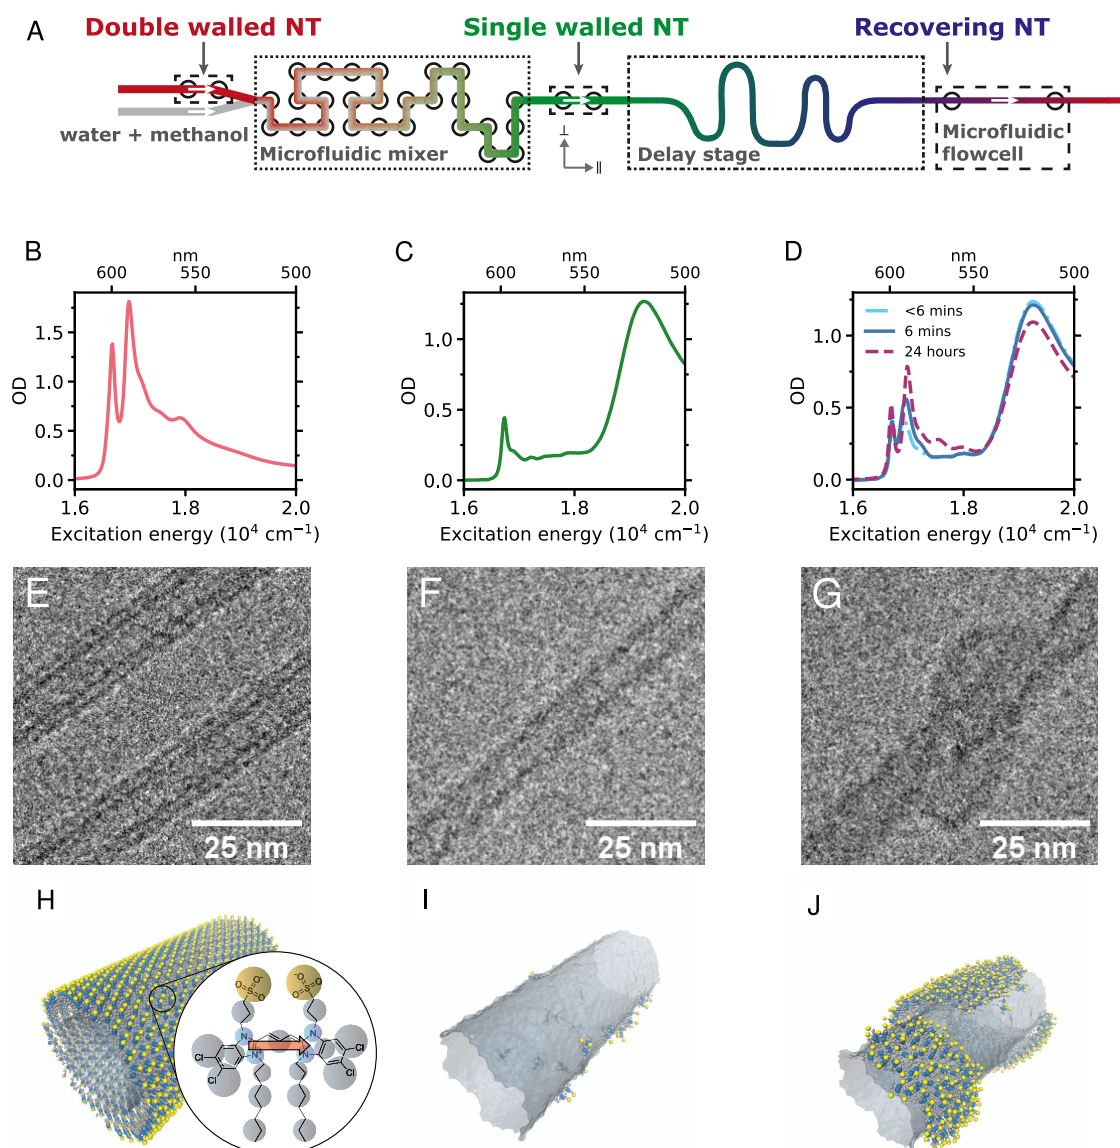 A
Double walled NT
Single walled NT
Recovering NT
water + methanol
Microfluidic mixer
⊥
||
Delay stage
Microfluidic
flowcell
B
nm
600 550 500
OD
1.5
1.0
0.5
0.0
1.6 1.8 2.0
Excitation energy (10⁴ cm⁻¹)
C
nm
600 550 500
OD
1.0
0.5
0.0
1.6 1.8 2.0
Excitation energy (10⁴ cm⁻¹)
D
nm
600 550 500
<6 mins
6 mins
24 hours
OD
1.0
0.5
0.0
1.6 1.8 2.0
Excitation energy (10⁴ cm⁻¹)
E
25 nm
F
25 nm
G
25 nm
H
O⁻ O⁻
O S O O S O
N N
Cl Cl
Cl N⁺ N Cl
I
J